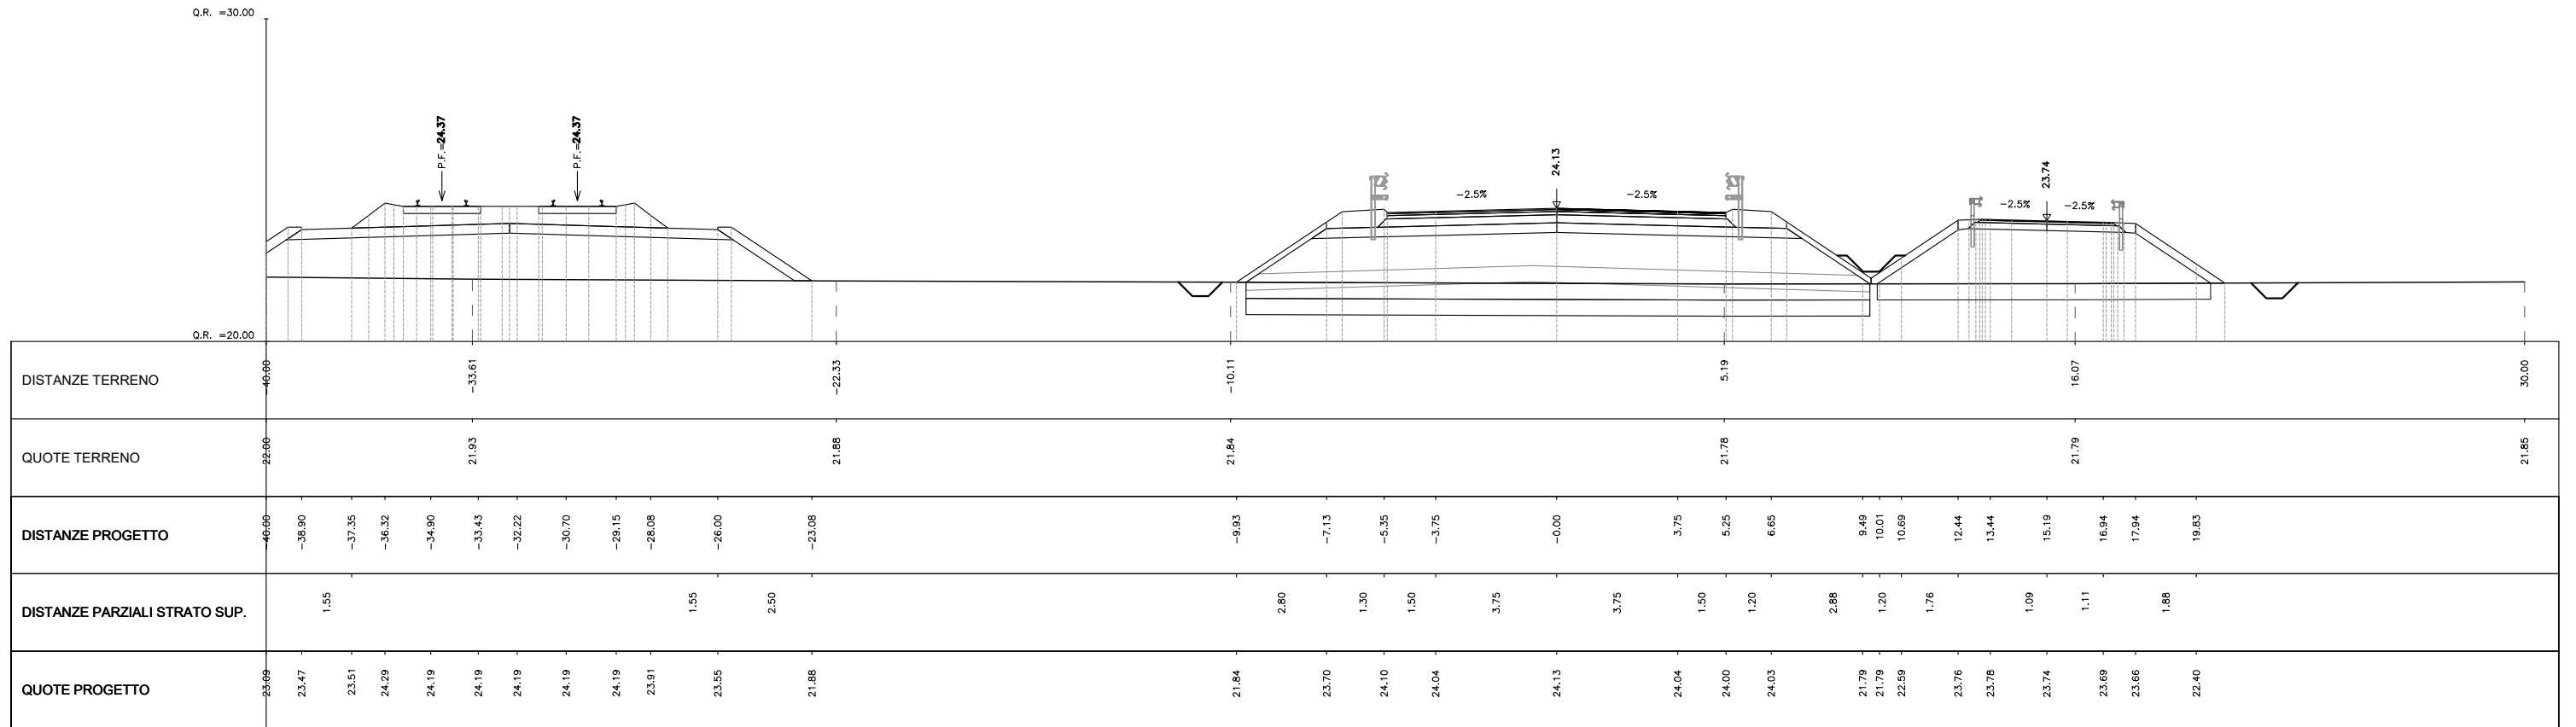 Q.R. =30.00
P.F.=24.37
P.F.=24.37
24.13
-2.5%
-2.5%
23.74
-2.5%
-2.5%
Q.R. =20.00
DISTANZE TERRENO
-40.00 -33.61 -22.33 -10.11 5.19 16.07 30.00
QUOTE TERRENO
22.00 21.93 21.88 21.84 21.78 21.79 21.85
DISTANZE PROGETTO
-40.00 -38.90 -37.35 -36.32 -34.90 -33.43 -32.22 -30.70 -29.15 -28.08 -26.00 -23.08 -9.93 -7.13 -5.35 -3.75 -0.00 3.75 5.25 6.65 9.49 10.01 10.69 12.44 13.44 15.19 16.94 17.94 19.83
DISTANZE PARZIALI STRATO SUP.
1.55 1.55 2.50 2.80 1.30 1.50 3.75 3.75 1.50 1.20 2.88 1.20 1.76 1.09 1.11 1.88
QUOTE PROGETTO
23.09 23.47 23.51 24.29 24.19 24.19 24.19 24.19 24.19 23.91 23.55 21.88 21.84 23.70 24.10 24.04 24.13 24.04 24.00 24.03 21.79 21.79 22.59 23.76 23.78 23.74 23.69 23.66 22.40